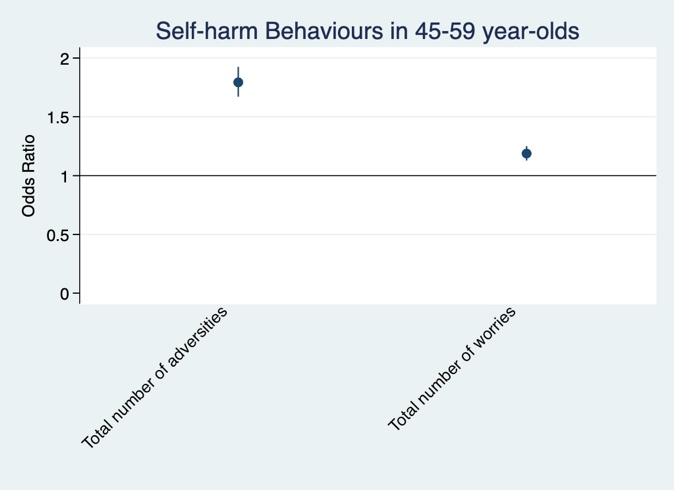 Self-harm Behaviours in 45-59 year-olds
Odds Ratio
2
1.5
1
0.5
0
Total number of adversities
Total number of worries